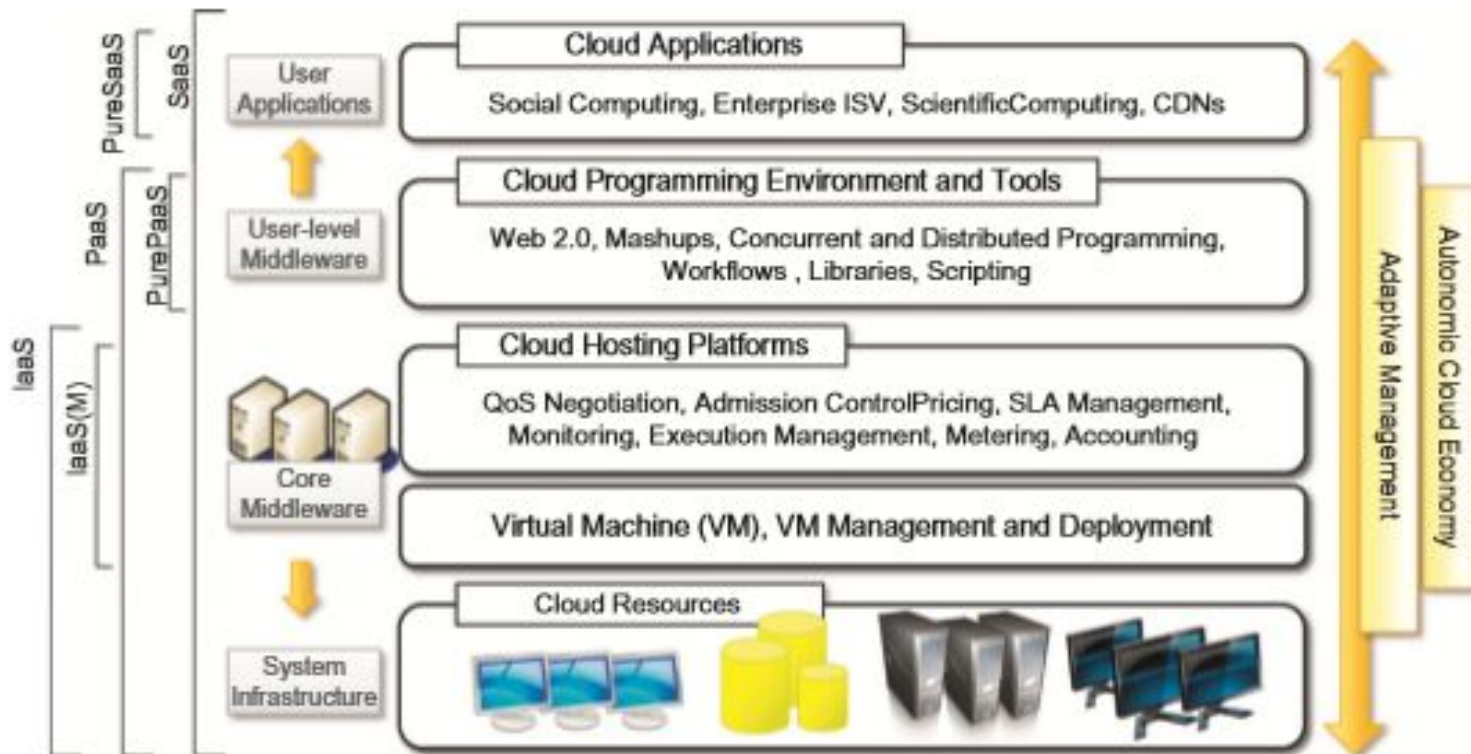 PureSaaS
SaaS
User
Applications
Cloud Applications
Social Computing, Enterprise ISV, ScientificComputing, CDNs
PaaS
PurePaaS
User-level
Middleware
Cloud Programming Environment and Tools
Web 2.0, Mashups, Concurrent and Distributed Programming,
Workflows , Libraries, Scripting
IaaS
IaaS(M)
Core
Middleware
Cloud Hosting Platforms
QoS Negotiation, Admission ControlPricing, SLA Management,
Monitoring, Execution Management, Metering, Accounting
Virtual Machine (VM), VM Management and Deployment
System
Infrastructure
Cloud Resources
Adaptive Management
Autonomic Cloud Eoonomy